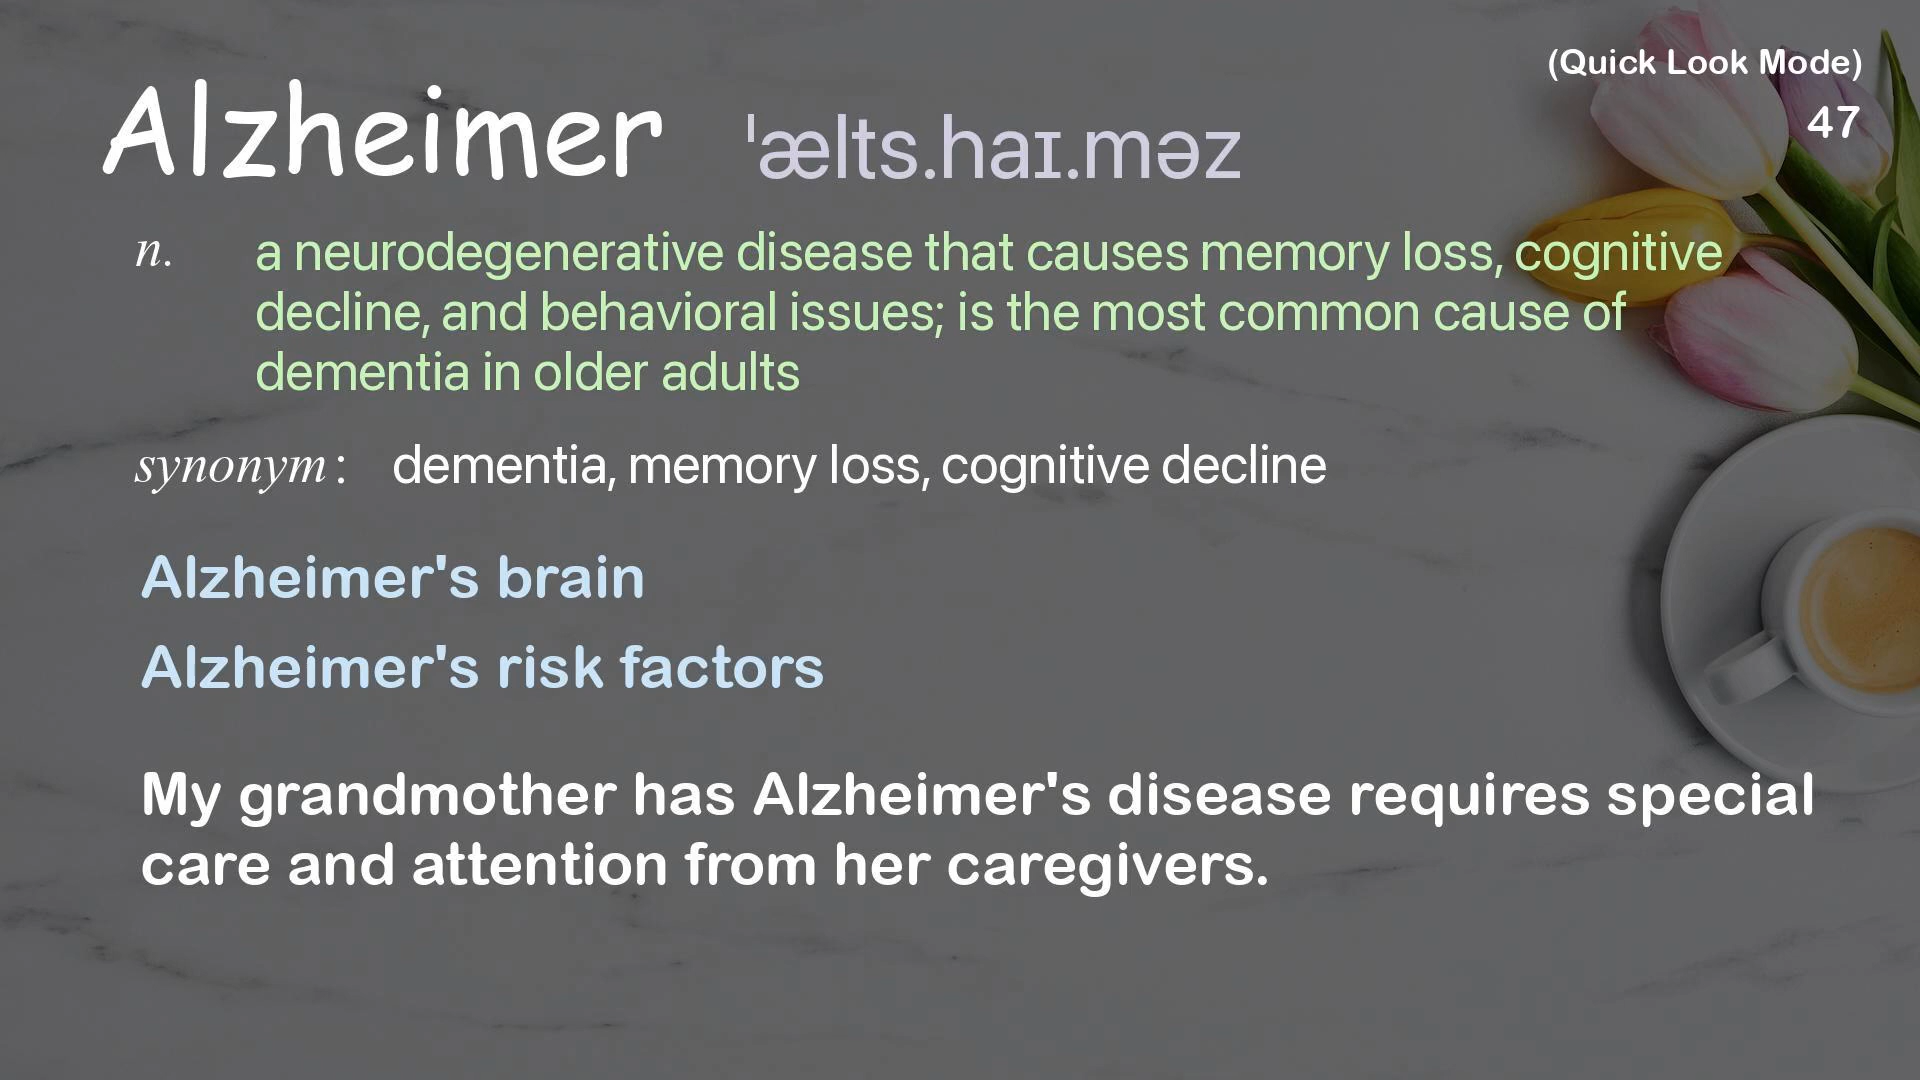 (Quick Look Mode)
Alzheimer ˈælts.haɪ.məz
47
n. a neurodegenerative disease that causes memory loss, cognitive
decline, and behavioral issues; is the most common cause of
dementia in older adults
synonym : dementia, memory loss, cognitive decline
Alzheimer's brain
Alzheimer's risk factors
My grandmother has Alzheimer's disease requires special
care and attention from her caregivers.